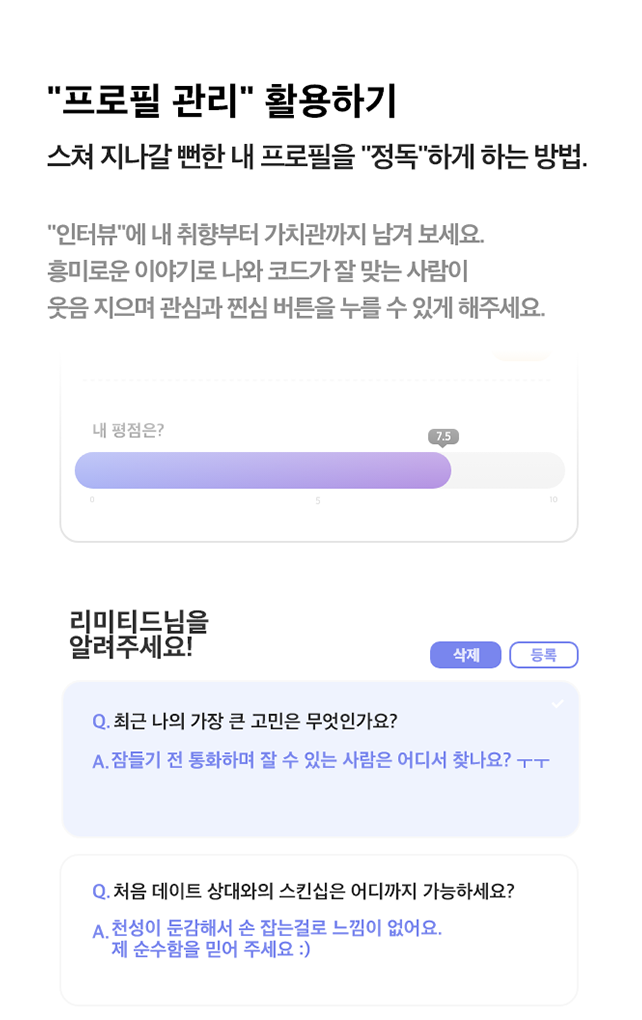 "프로필 관리" 활용하기
스쳐 지나갈 뻔한 내 프로필을 "정독"하게 하는 방법.
"인터뷰"에 내 취향부터 가치관까지 남겨 보세요.
흥미로운 이야기로 나와 코드가 잘 맞는 사람이
웃음 지으며 관심과 찐심 버튼을 누를 수 있게 해주세요.
내 평점은?
7.5
0 5 10
리미티드님을
알려주세요!
삭제 등록
Q. 최근 나의 가장 큰 고민은 무엇인가요?
A. 잠들기 전 통화하며 잘 수 있는 사람은 어디서 찾나요? ㅜㅜ
Q. 처음 데이트 상대와의 스킨십은 어디까지 가능하세요?
A. 천성이 둔감해서 손 잡는걸로 느낌이 없어요.
제 순수함을 믿어 주세요 :)